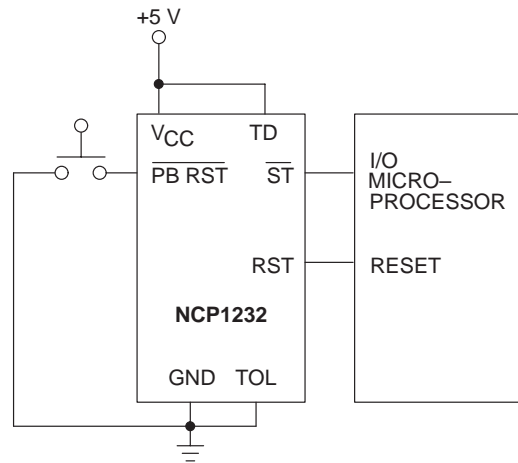 +5 V
VCC
TD
PB RST
ST
I/O
MICRO–
PROCESSOR
RST
RESET
NCP1232
GND
TOL